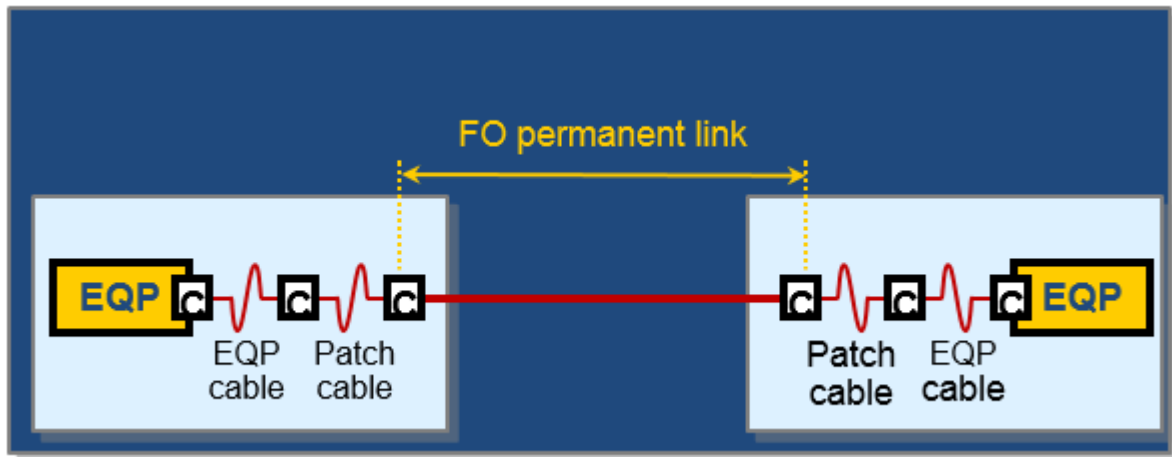 FO permanent link
EQP C C C C C C EQP
EQP cable Patch cable Patch cable EQP cable